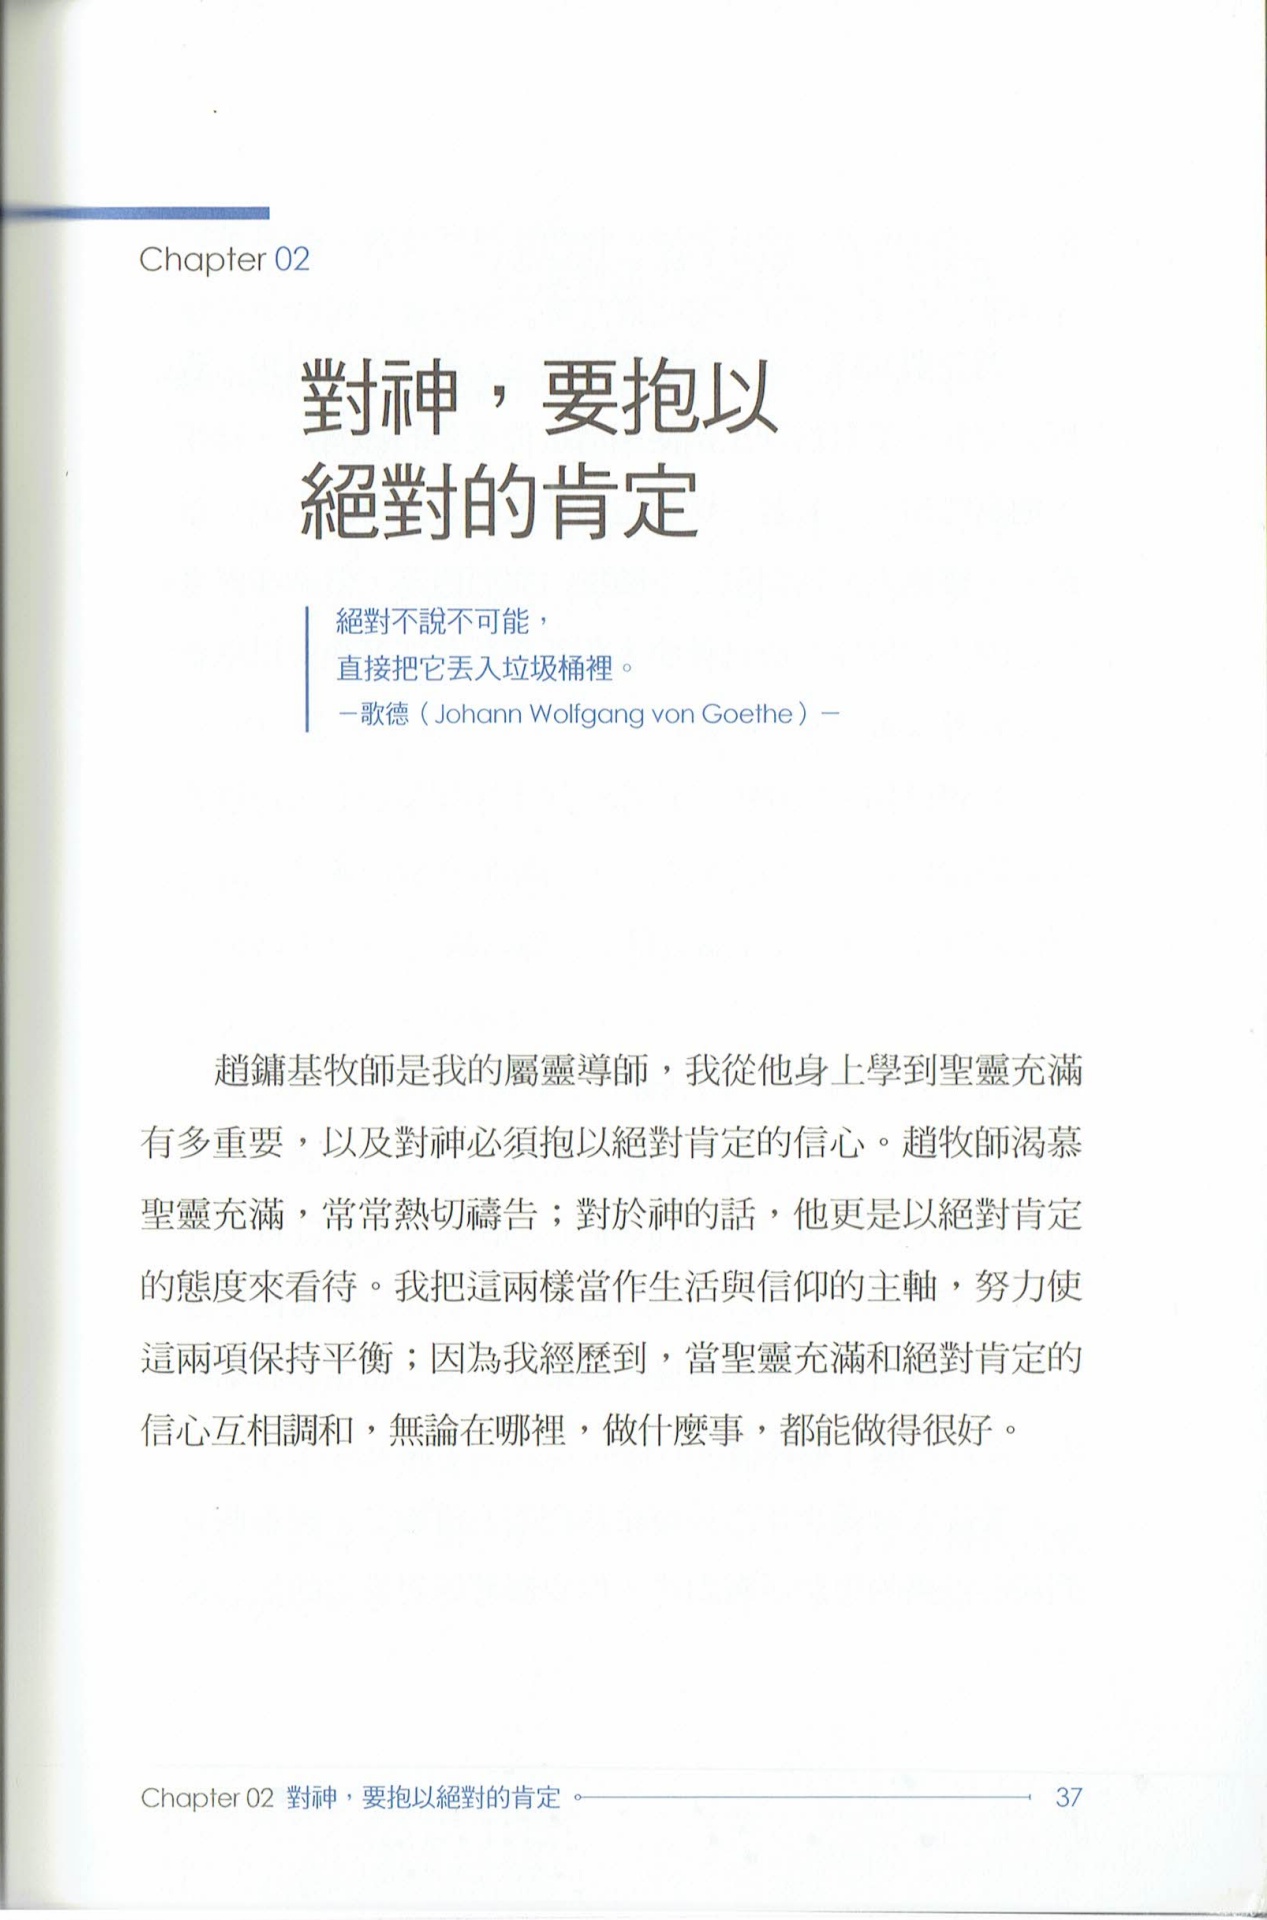 Chapter 02
對神，要抱以
絕對的肯定
絕對不說不可能，
直接把它丟入垃圾桶裡。
－歌德（Johann Wolfgang von Goethe）－
趙鏞基牧師是我的屬靈導師，我從他身上學到聖靈充滿
有多重要，以及對神必須抱以絕對肯定的信心。趙牧師渴慕
聖靈充滿，常常熱切禱告；對於神的話，他更是以絕對肯定
的態度來看待。我把這兩樣當作生活與信仰的主軸，努力使
這兩項保持平衡；因為我經歷到，當聖靈充滿和絕對肯定的
信心互相調和，無論在哪裡，做什麼事，都能做得很好。
Chapter 02 對神，要抱以絕對的肯定 37